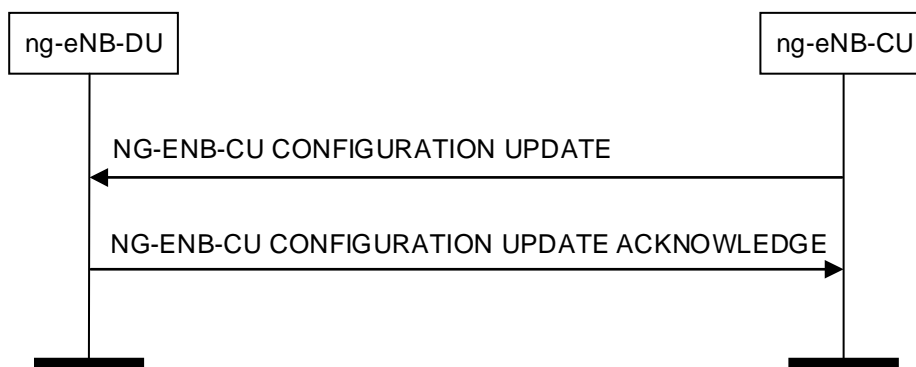 ng-eNB-DU
ng-eNB-CU
NG-ENB-CU CONFIGURATION UPDATE
NG-ENB-CU CONFIGURATION UPDATE ACKNOWLEDGE